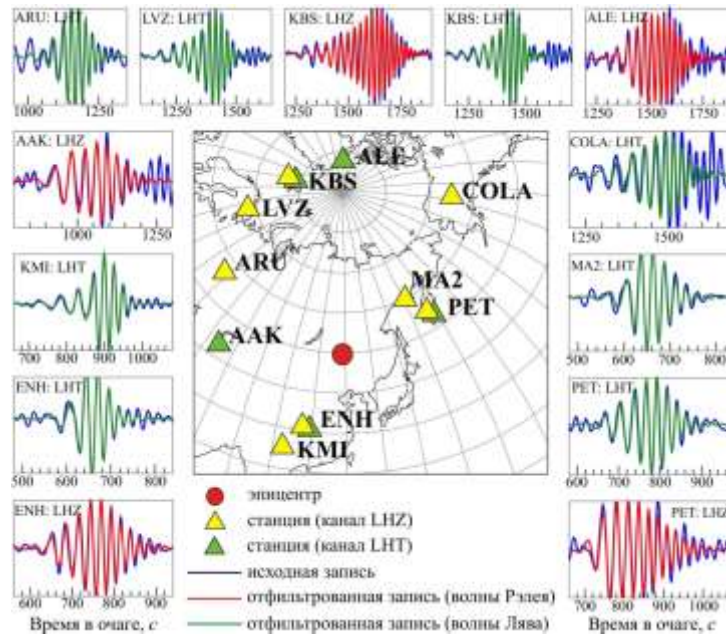 ARU: LHT
LVZ: LHT
KBS: LHZ
KBS: LHT
ALE: LHZ
1000 1250
1250 1500
1250 1500 1750
1250 1500
1250 1500 1750
AAK: LHZ
1000 1250
COLA: LHT
1250 1500
KMI: LHT
700 800 900 1000
MA2: LHT
500 600 700 800
ENH: LHT
500 600 700 800
PET: LHT
600 700 800 900
ENH: LHZ
600 700 800 900
Время в очаге, с
PET: LHZ
700 800 900 1000
Время в очаге, с
ALE
KBS
COLA
LVZ
ARU
MA2
PET
AAK
ENH
KMI
эпицентр
станция (канал LHZ)
станция (канал LHT)
исходная запись
отфильтрованная запись (волны Рэлея)
отфильтрованная запись (волны Лява)